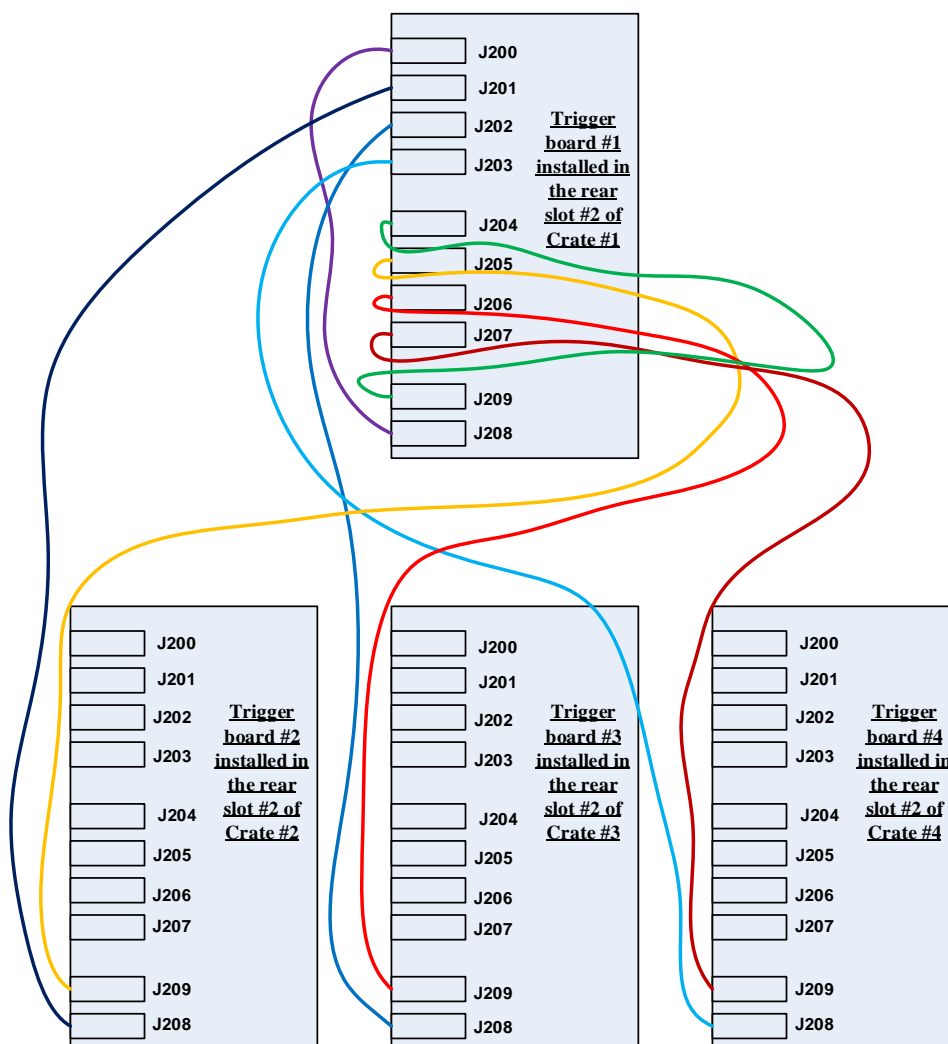 J200
J201
J202
J203
J204
J205
J206
J207
J209
J208
Trigger
board #1
installed in
the rear
slot #2 of
Crate #1
J200
J201
J202
J203
J204
J205
J206
J207
J209
J208
Trigger
board #2
installed in
the rear
slot #2 of
Crate #2
J200
J201
J202
J203
J204
J205
J206
J207
J209
J208
Trigger
board #3
installed in
the rear
slot #2 of
Crate #3
J200
J201
J202
J203
J204
J205
J206
J207
J209
J208
Trigger
board #4
installed in
the rear
slot #2 of
Crate #4